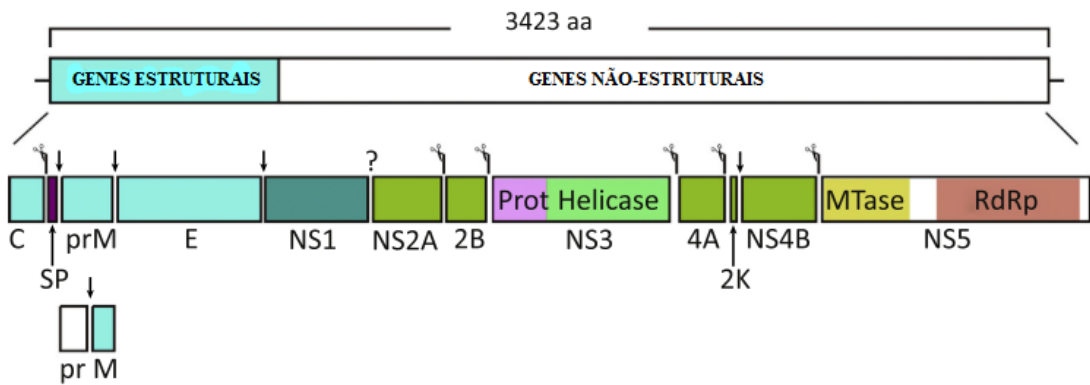 3423 aa
GENES ESTRUTURAIS GENES NÃO-ESTRUTURAIS
?
Prot Helicase MTase RdRp
C prM E NS1 NS2A 2B NS3 4A NS4B NS5
SP 2K
pr M